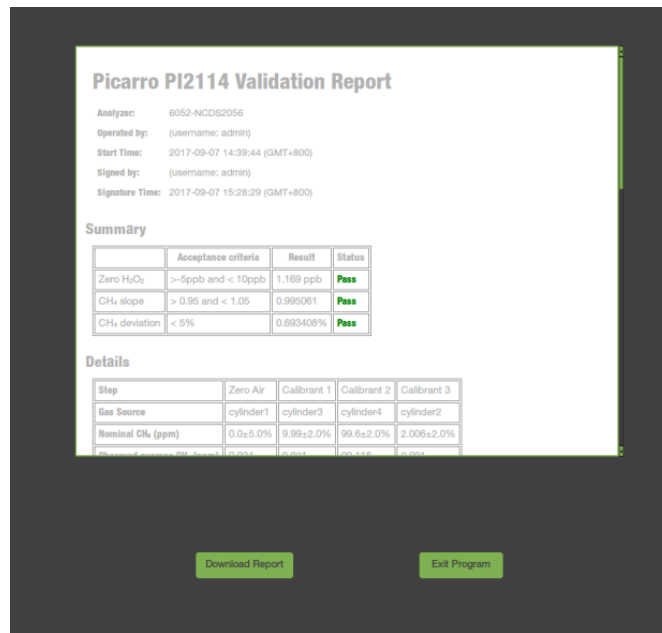 Picarro PI2114 Validation Report
Analyzer: 6052-NCDS2056
Operated by: (username: admin)
Start Time: 2017-09-07 14:39:44 (GMT+800)
Signed by: (username: admin)
Signature Time: 2017-09-07 15:28:29 (GMT+800)
Summary
Acceptance criteria Result Status
Zero H₂O₂ >-5ppb and < 10ppb 1.169 ppb Pass
CH₄ slope > 0.95 and < 1.05 0.995061 Pass
CH₄ deviation < 5% 0.693408% Pass
Details
Step Zero Air Calibrant 1 Calibrant 2 Calibrant 3
Gas Source cylinder1 cylinder3 cylinder4 cylinder2
Nominal CH₄ (ppm) 0.0±5.0% 9.99±2.0% 99.6±2.0% 2.006±2.0%
Download Report Exit Program